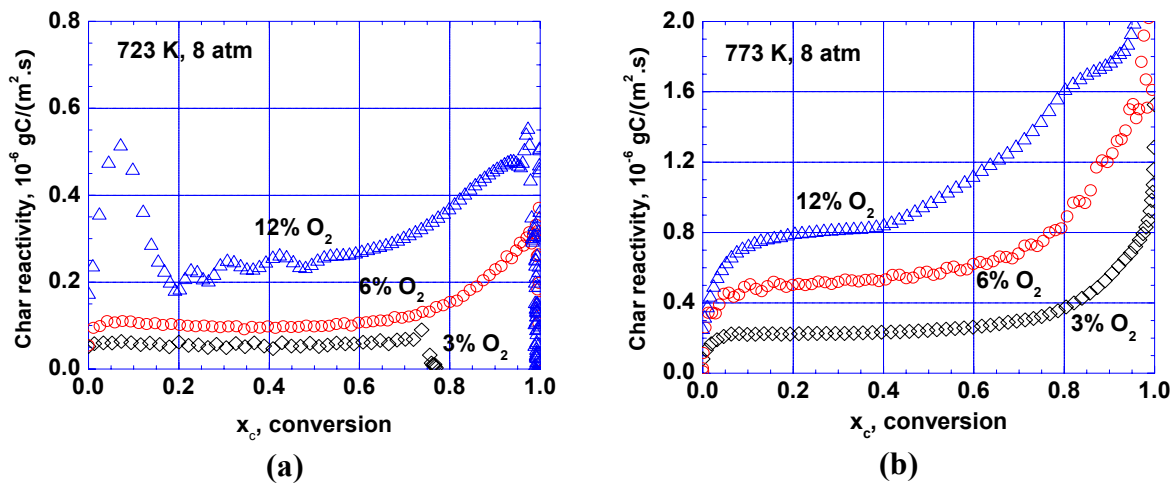 723 K, 8 atm
12% O₂
6% O₂
3% O₂
0.8
0.6
0.4
0.2
0.0
0.0 0.2 0.4 0.6 0.8 1.0
Char reactivity, 10⁻⁶ gC/(m².s)
x꜀, conversion
(a)
773 K, 8 atm
12% O₂
6% O₂
3% O₂
2.0
1.6
1.2
0.8
0.4
0.0
0.0 0.2 0.4 0.6 0.8 1.0
Char reactivity, 10⁻⁶ gC/(m².s)
x꜀, conversion
(b)